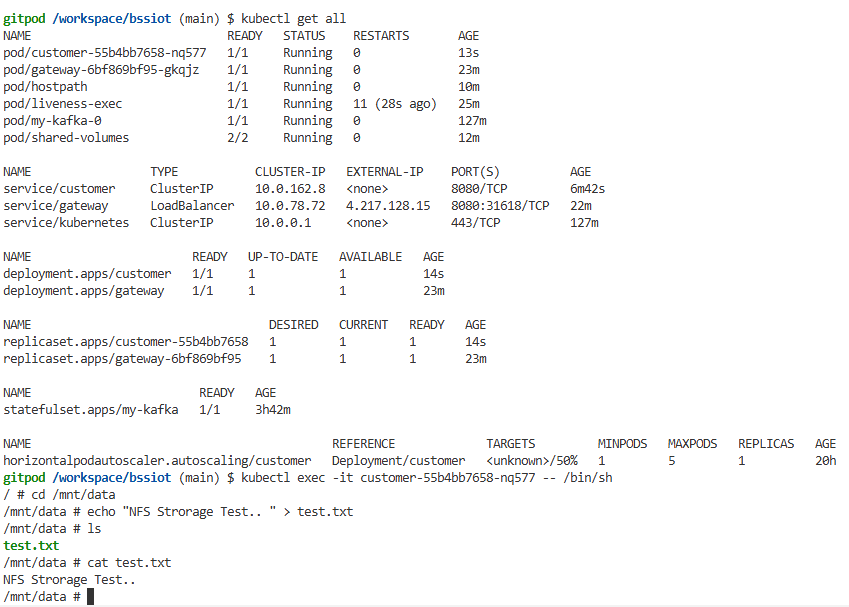 gitpod /workspace/bssiot (main) $ kubectl get all
NAME READY STATUS RESTARTS AGE
pod/customer-55b4bb7658-nq577 1/1 Running 0 13s
pod/gateway-6bf869bf95-gkqjz 1/1 Running 0 23m
pod/hostpath 1/1 Running 0 10m
pod/liveness-exec 1/1 Running 11 (28s ago) 25m
pod/my-kafka-0 1/1 Running 0 127m
pod/shared-volumes 2/2 Running 0 12m
NAME TYPE CLUSTER-IP EXTERNAL-IP PORT(S) AGE
service/customer ClusterIP 10.0.162.8 <none> 8080/TCP 6m42s
service/gateway LoadBalancer 10.0.78.72 4.217.128.15 8080:31618/TCP 22m
service/kubernetes ClusterIP 10.0.0.1 <none> 443/TCP 127m
NAME READY UP-TO-DATE AVAILABLE AGE
deployment.apps/customer 1/1 1 1 14s
deployment.apps/gateway 1/1 1 1 23m
NAME DESIRED CURRENT READY AGE
replicaset.apps/customer-55b4bb7658 1 1 1 14s
replicaset.apps/gateway-6bf869bf95 1 1 1 23m
NAME READY AGE
statefulset.apps/my-kafka 1/1 3h42m
NAME REFERENCE TARGETS MINPODS MAXPODS REPLICAS AGE
horizontalpodautoscaler.autoscaling/customer Deployment/customer <unknown>/50% 1 5 1 20h
gitpod /workspace/bssiot (main) $ kubectl exec -it customer-55b4bb7658-nq577 -- /bin/sh
/ # cd /mnt/data
/mnt/data # echo "NFS Strorage Test.. " > test.txt
/mnt/data # ls
test.txt
/mnt/data # cat test.txt
NFS Strorage Test..
/mnt/data #